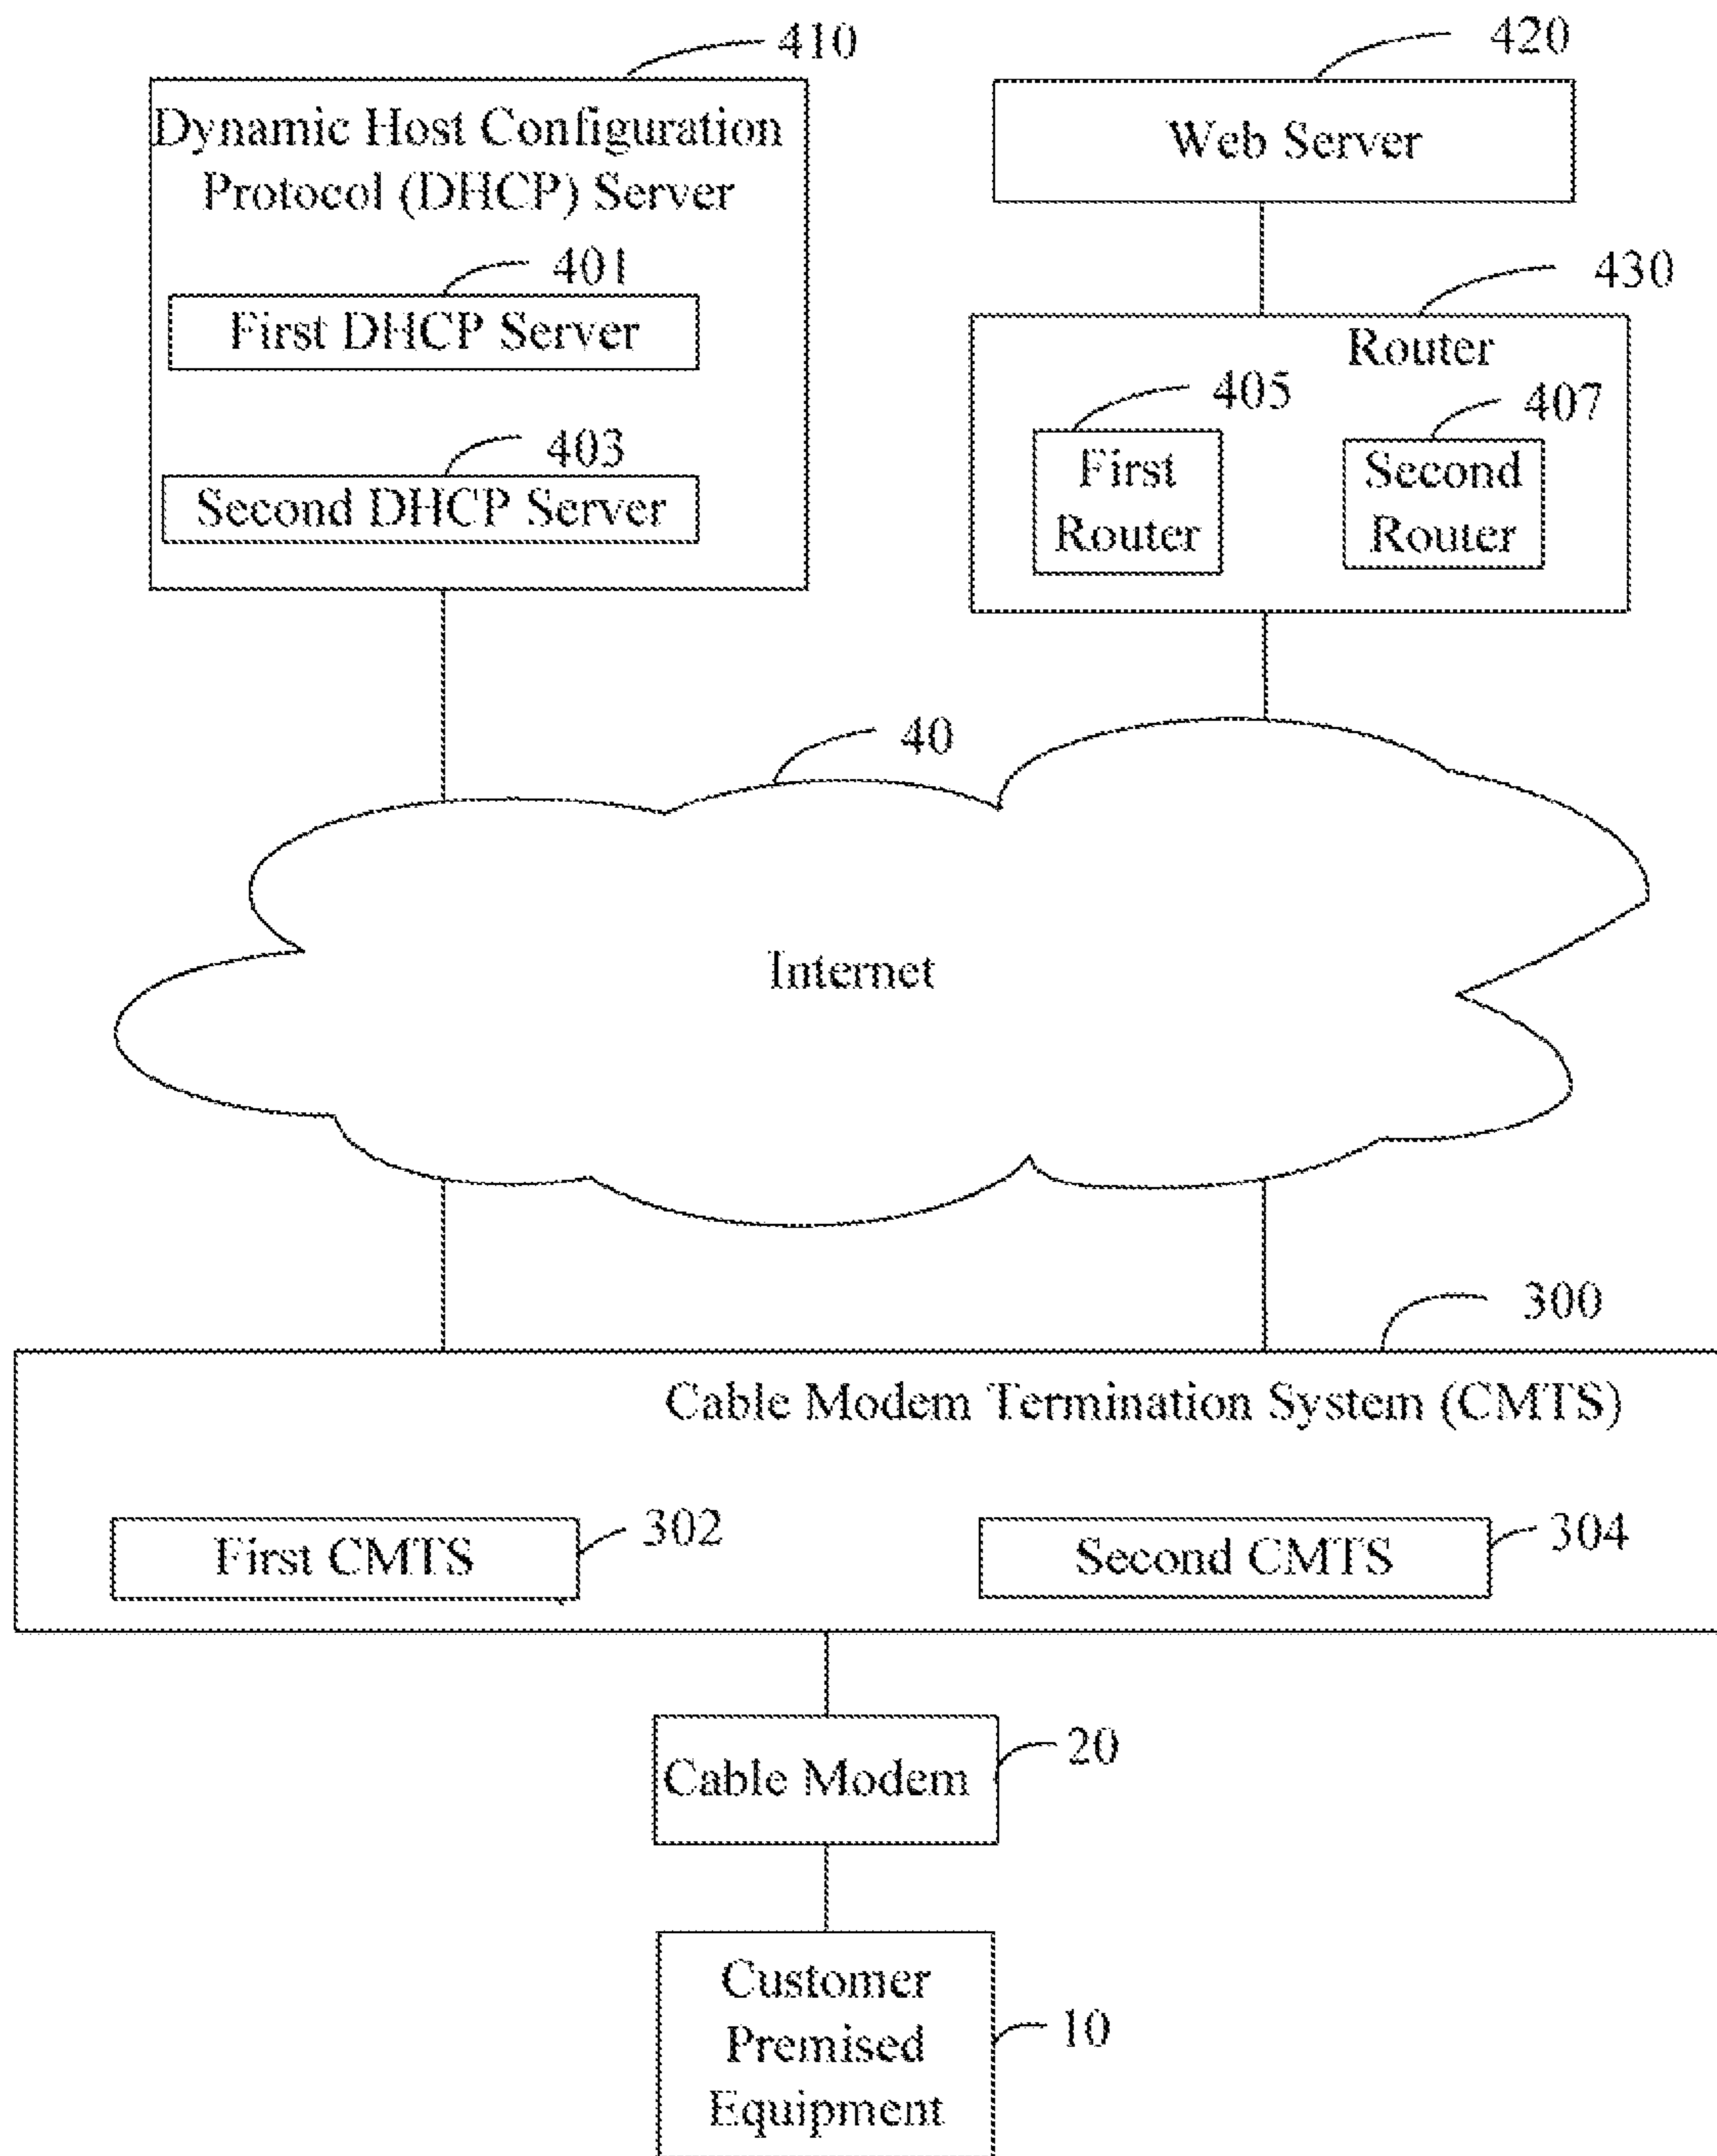 410
420
Dynamic Host Configuration
Protocol (DHCP) Server
Web Server
401
First DHCP Server
430
Router
405
407
403
Second DHCP Server
First
Router
Second
Router
40
Internet
300
Cable Modem Termination System (CMTS)
First CMTS
302
Second CMTS
304
Cable Modem
20
Customer
Premised
Equipment
10